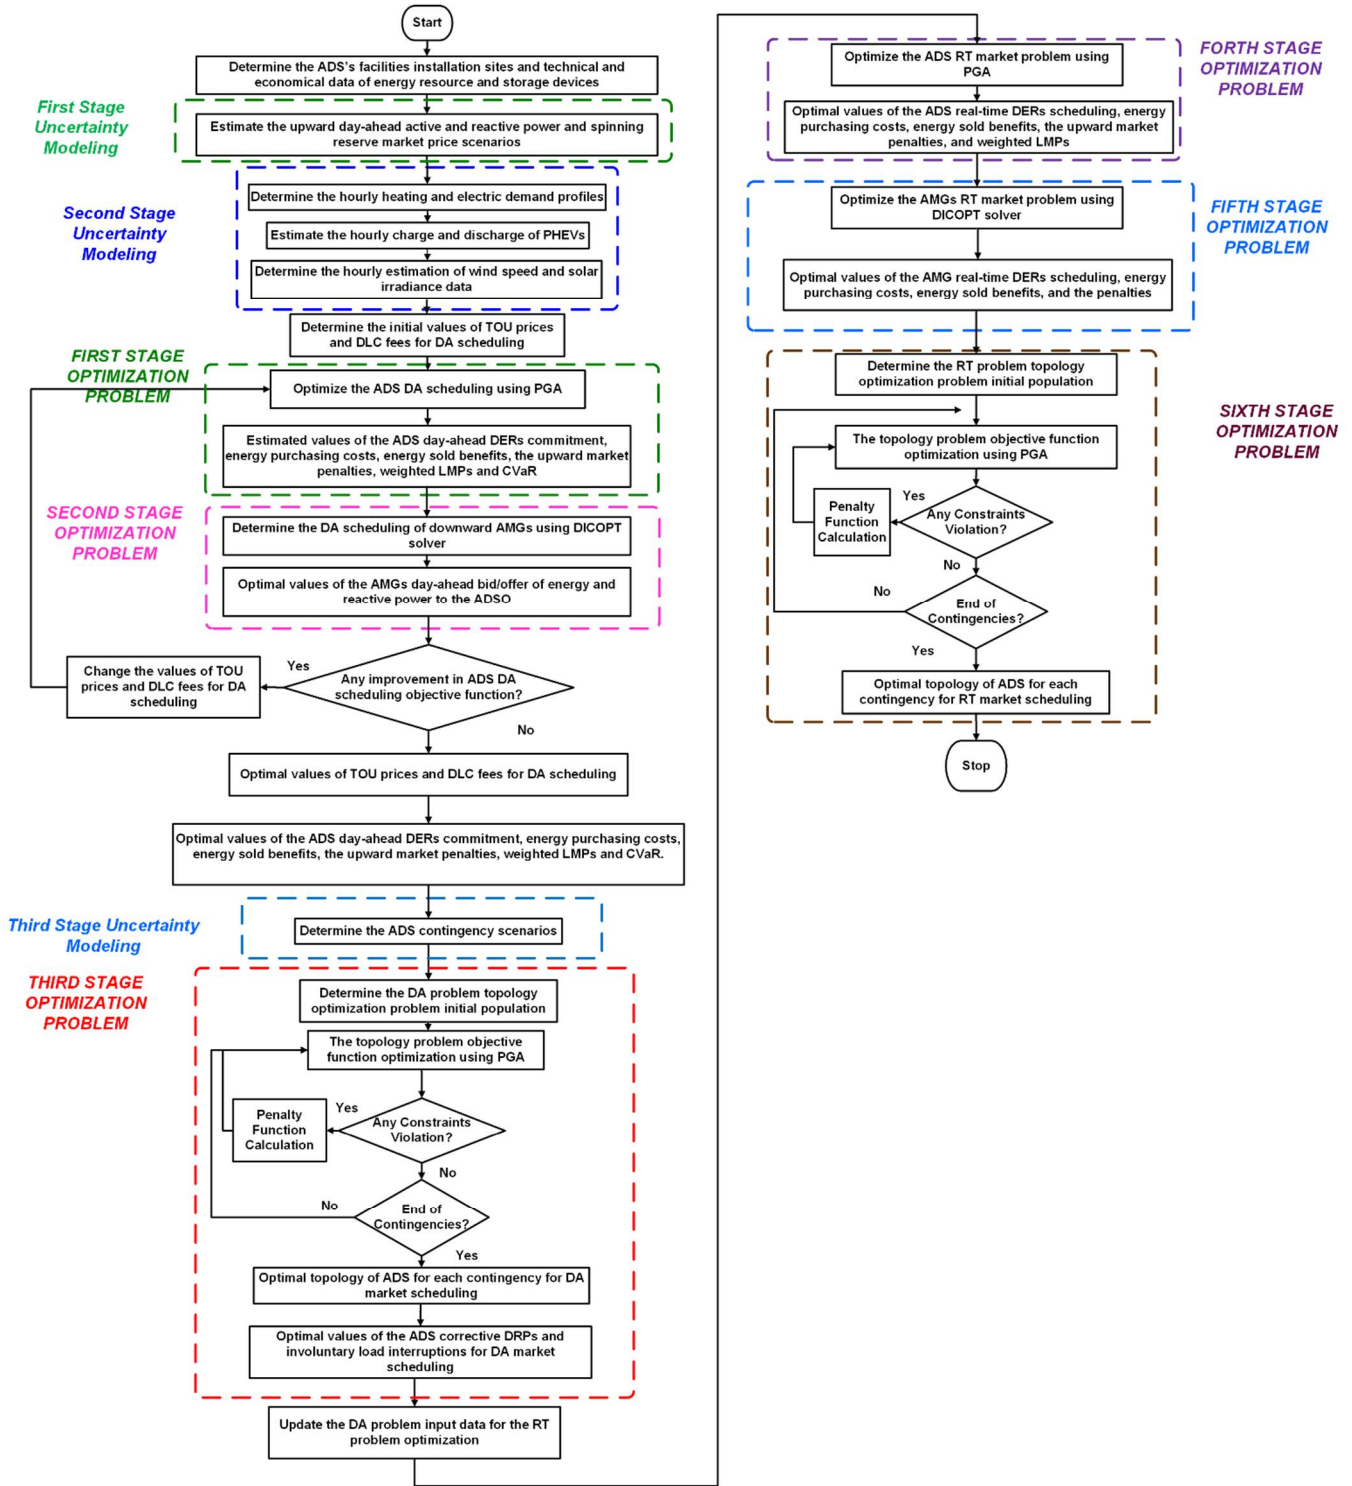 Start
Determine the ADS's facilities installation sites and technical and
economical data of energy resource and storage devices
First Stage
Uncertainty
Modeling
Estimate the upward day-ahead active and reactive power and spinning
reserve market price scenarios
Second Stage
Uncertainty
Modeling
Determine the hourly heating and electric demand profiles
Estimate the hourly charge and discharge of PHEVs
Determine the hourly estimation of wind speed and solar
irradiance data
Determine the initial values of TOU prices
and DLC fees for DA scheduling
FIRST STAGE
OPTIMIZATION
PROBLEM
Optimize the ADS DA scheduling using PGA
Estimated values of the ADS day-ahead DERs commitment,
energy purchasing costs, energy sold benefits, the upward market
penalties, weighted LMPs and CVaR
SECOND STAGE
OPTIMIZATION
PROBLEM
Determine the DA scheduling of downward AMGs using DICOPT
solver
Optimal values of the AMGs day-ahead bid/offer of energy and
reactive power to the ADSO
Change the values of TOU
prices and DLC fees for DA
scheduling
Yes
Any improvement in ADS DA
scheduling objective function?
No
Optimal values of TOU prices and DLC fees for DA scheduling
Optimal values of the ADS day-ahead DERs commitment, energy purchasing costs,
energy sold benefits, the upward market penalties, weighted LMPs and CVaR.
Third Stage Uncertainty
Modeling
Determine the ADS contingency scenarios
THIRD STAGE
OPTIMIZATION
PROBLEM
Determine the DA problem topology
optimization problem initial population
The topology problem objective
function optimization using PGA
Penalty
Function
Calculation
Yes
Any Constraints
Violation?
No
No
End of
Contingencies?
Yes
Optimal topology of ADS for each contingency for DA
market scheduling
Optimal values of the ADS corrective DRPs and
involuntary load interruptions for DA market
scheduling
Update the DA problem input data for the RT
problem optimization
Optimize the ADS RT market problem using
PGA
FORTH STAGE
OPTIMIZATION
PROBLEM
Optimal values of the ADS real-time DERs scheduling, energy
purchasing costs, energy sold benefits, the upward market
penalties, and weighted LMPs
Optimize the AMGs RT market problem using
DICOPT solver
FIFTH STAGE
OPTIMIZATION
PROBLEM
Optimal values of the AMG real-time DERs scheduling, energy
purchasing costs, energy sold benefits, and the penalties
Determine the RT problem topology
optimization problem initial population
SIXTH STAGE
OPTIMIZATION
PROBLEM
The topology problem objective function
optimization using PGA
Penalty
Function
Calculation
Yes
Any Constraints
Violation?
No
No
End of
Contingencies?
Yes
Optimal topology of ADS for each
contingency for RT market scheduling
Stop